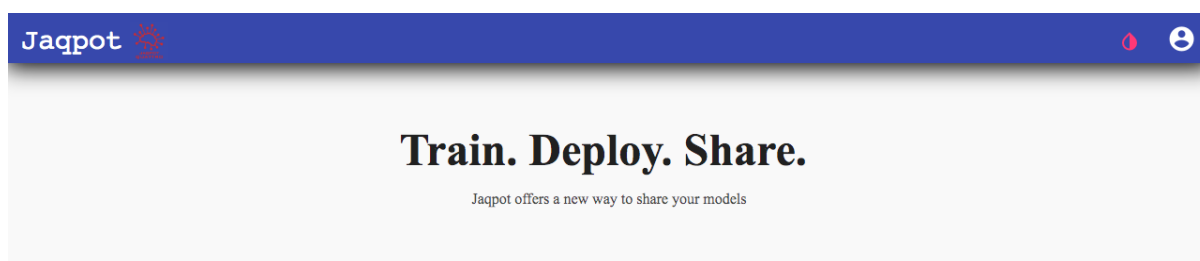 Jaqpot
Train. Deploy. Share.
Jaqpot offers a new way to share your models